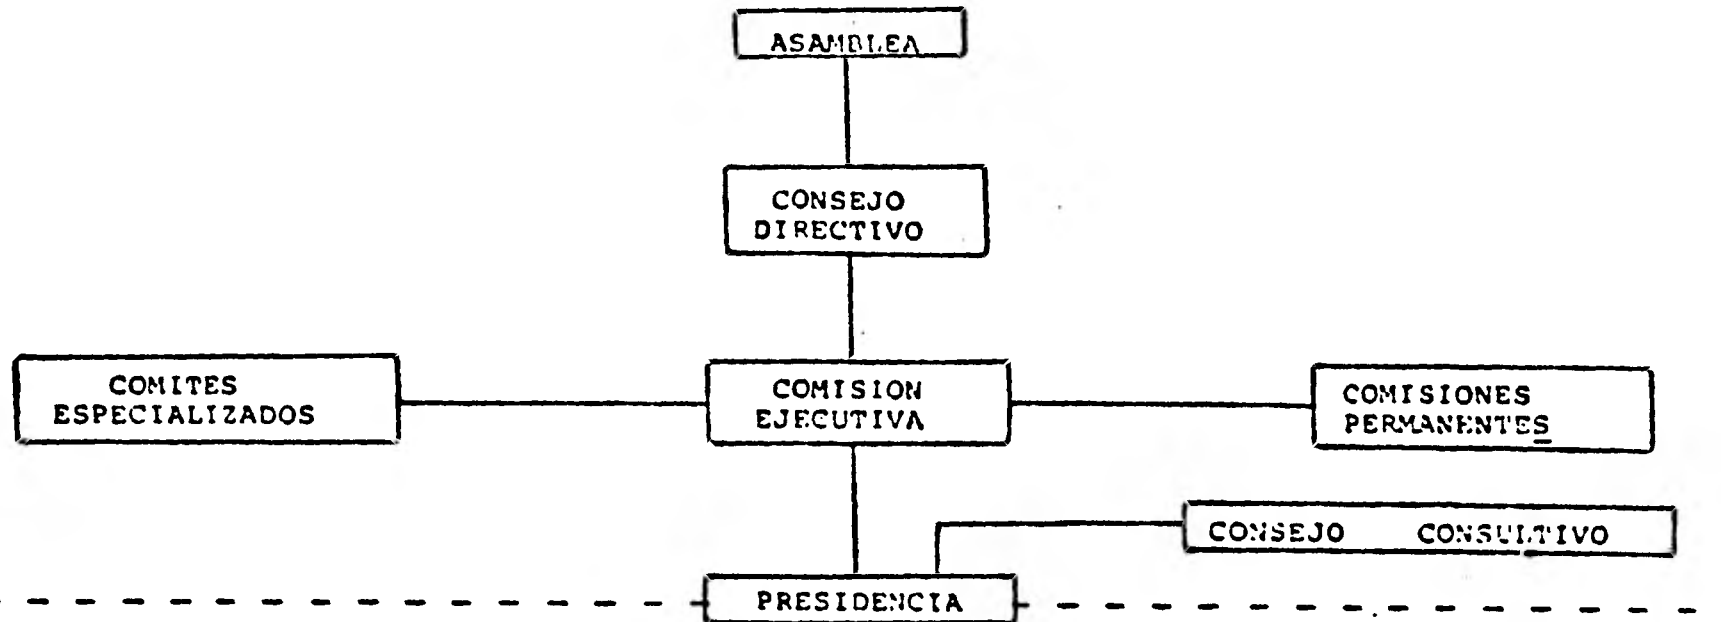 ASAMBLEA
CONSEJO
DIRECTIVO
COMITES
ESPECIALIZADOS
COMISION
EJECUTIVA
COMISIONES
PERMANENTES
CONSEJO CONSULTIVO
PRESIDENCIA